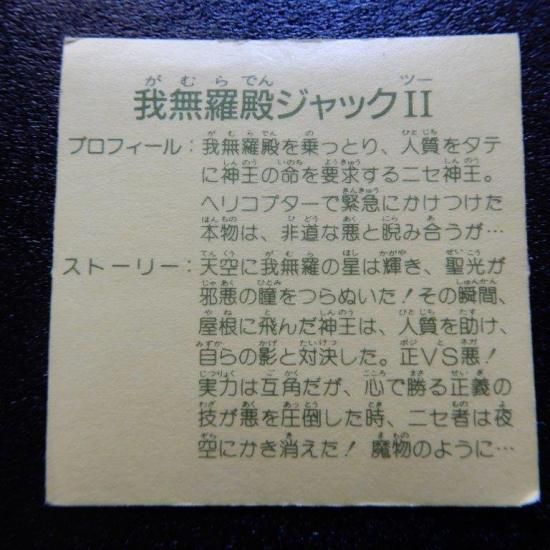 我無羅殿ジャックII
プロフィール：我無羅殿を乗っとり、人質をタテ
に神王の命を要求するニセ神王。
ヘリコプターで緊急にかけつけた
本物は、非道な悪と睨み合うが…
ストーリー：天空に我無羅の星は輝き、聖光が
邪悪の瞳をつらぬいた！その瞬間、
屋根に飛んだ神王は、人質を助け、
自らの影と対決した。正VS悪！
実力は互角だが、心で勝る正義の
技が悪を圧倒した時、ニセ者は夜
空にかき消えた！魔物のように…